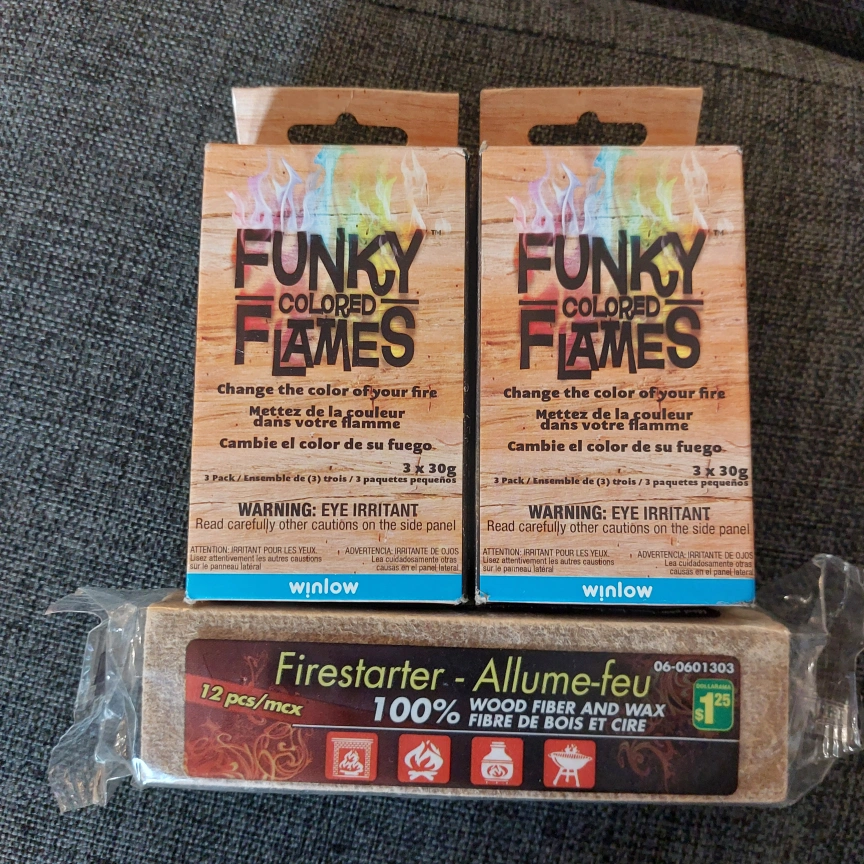 FUNKY™
COLORED
FLAMES
Change the color of your fire
Mettez de la couleur
dans votre flamme
Cambie el color de su fuego
3 x 30g
3 Pack / Ensemble de (3) trois / 3 paquetes pequeños
WARNING: EYE IRRITANT
Read carefully other cautions on the side panel
ATTENTION: IRRITANT POUR LES YEUX.
Lisez attentivement les autres cautions
sur le panneau latéral
ADVERTENCIA: IRRITANTE DE OJOS
Lea cuidadosamente otras
causas en el panel lateral
winlow
FUNKY™
COLORED
FLAMES
Change the color of your fire
Mettez de la couleur
dans votre flamme
Cambie el color de su fuego
3 x 30g
3 Pack / Ensemble de (3) trois / 3 paquetes pequeños
WARNING: EYE IRRITANT
Read carefully other cautions on the side panel
ATTENTION: IRRITANT POUR LES YEUX.
Lisez attentivement les autres cautions
sur le panneau latéral
ADVERTENCIA: IRRITANTE DE OJOS
Lea cuidadosamente otras
causas en el panel lateral
winlow
Firestarter - Allume-feu
06-0601303
12 pcs/mcx
100% WOOD FIBER AND WAX
FIBRE DE BOIS ET CIRE
DOLLARAMA
$1.25